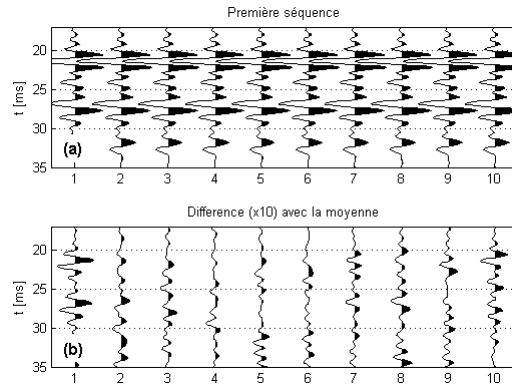 Première séquence
t [ms]
20
25
30
35
(a)
1 2 3 4 5 6 7 8 9 10
Difference (x10) avec la moyenne
t [ms]
20
25
30
35
(b)
1 2 3 4 5 6 7 8 9 10